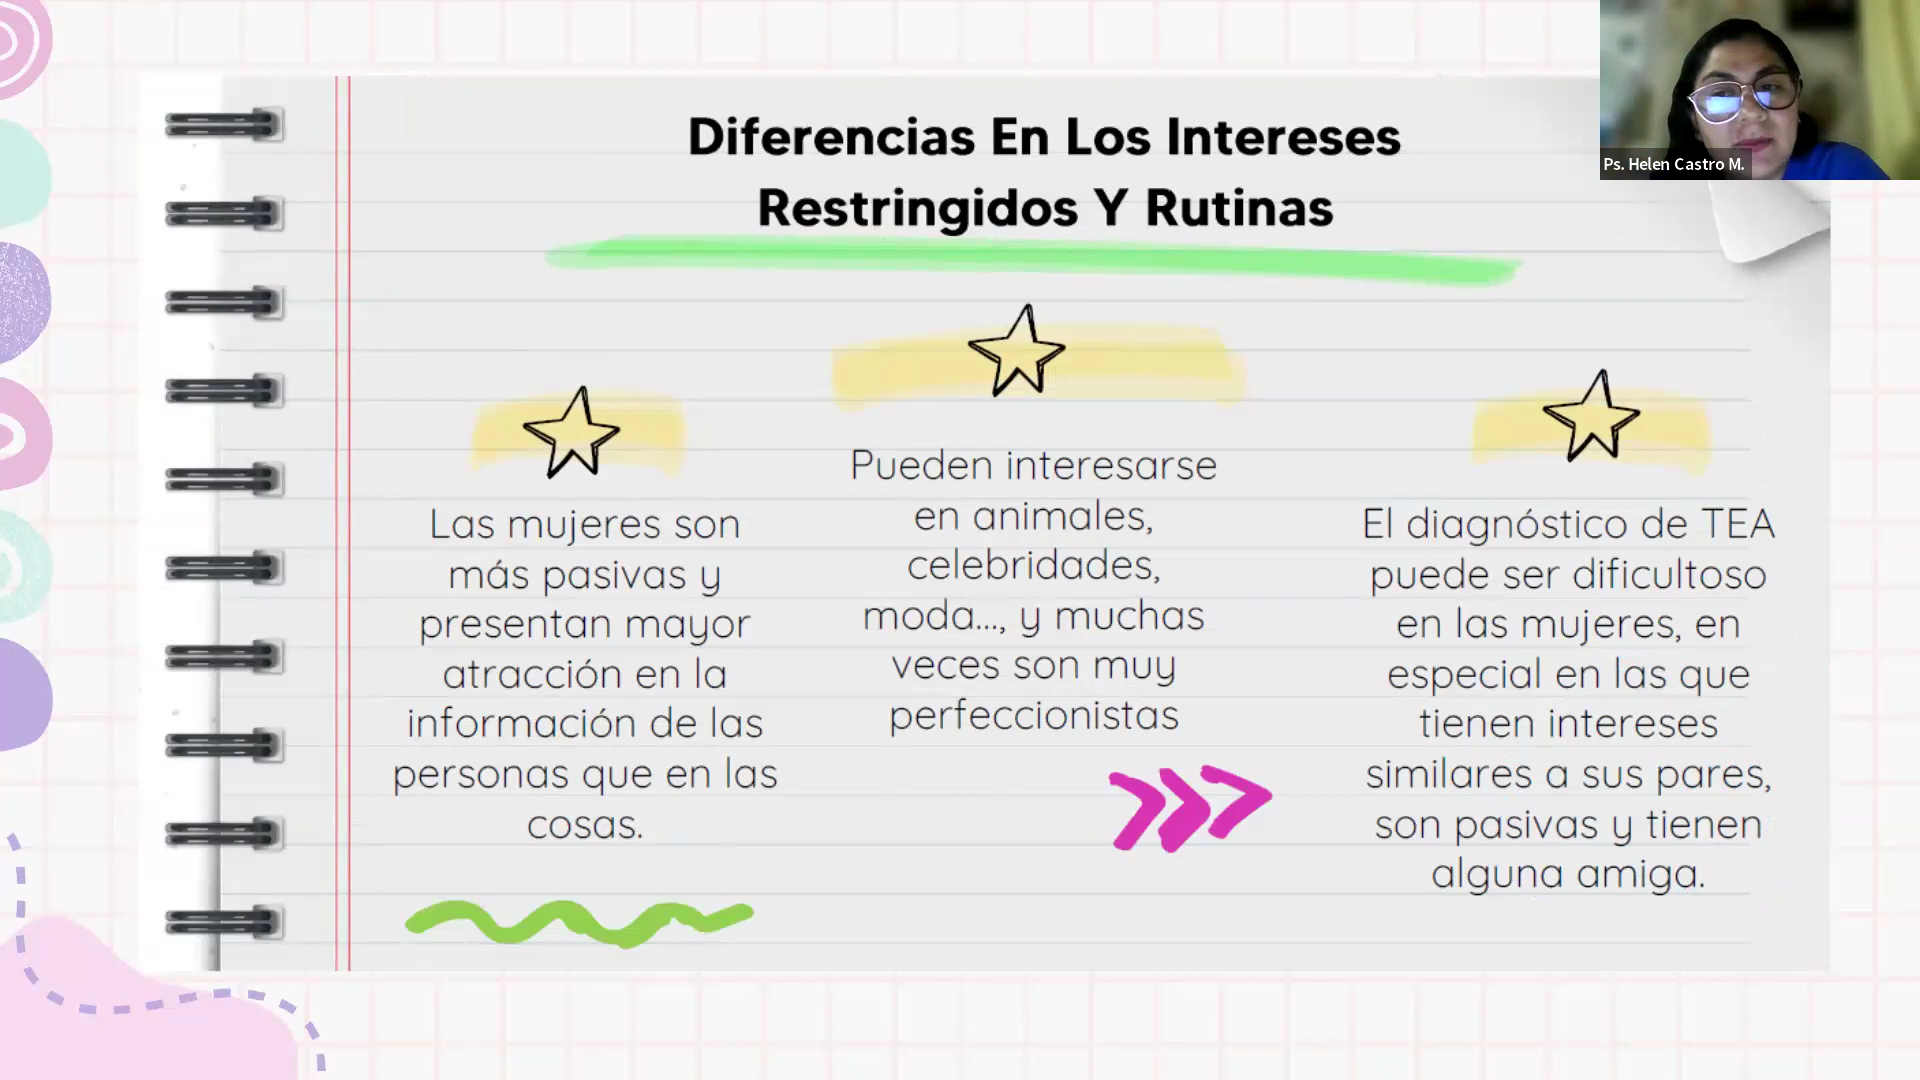 Diferencias En Los Intereses
Restringidos Y Rutinas
Ps. Helen Castro M.
Las mujeres son
más pasivas y
presentan mayor
atracción en la
información de las
personas que en las
cosas.
Pueden interesarse
en animales,
celebridades,
moda..., y muchas
veces son muy
perfeccionistas
El diagnóstico de TEA
puede ser dificultoso
en las mujeres, en
especial en las que
tienen intereses
similares a sus pares,
son pasivas y tienen
alguna amiga.